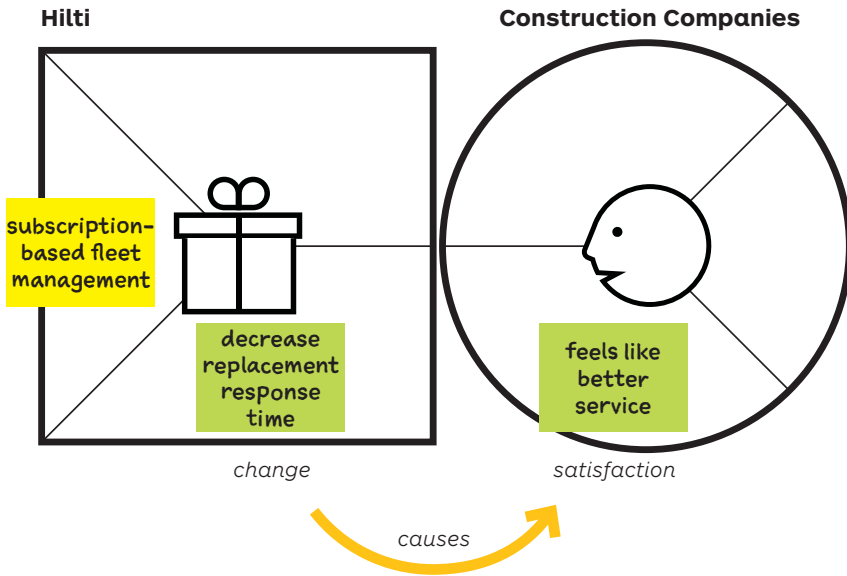 Hilti
Construction Companies
subscription-
based fleet
management
decrease
replacement
response
time
feels like
better
service
change
satisfaction
causes